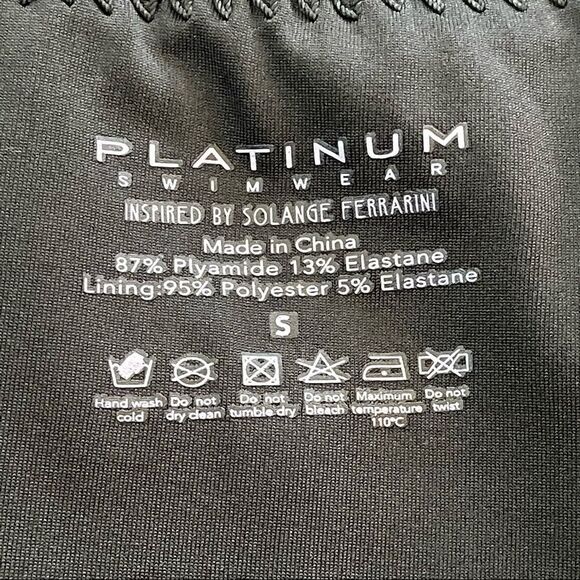 PLATINUM
SWIMWEAR
INSPIRED BY SOLANGE FERRARINI
Made in China
87% Plyamide 13% Elastane
Lining:95% Polyester 5% Elastane
S
Hand wash cold
Do not dry clean
Do not tumble dry
Do not bleach
Maximum temperature 110ºC
Do not twist